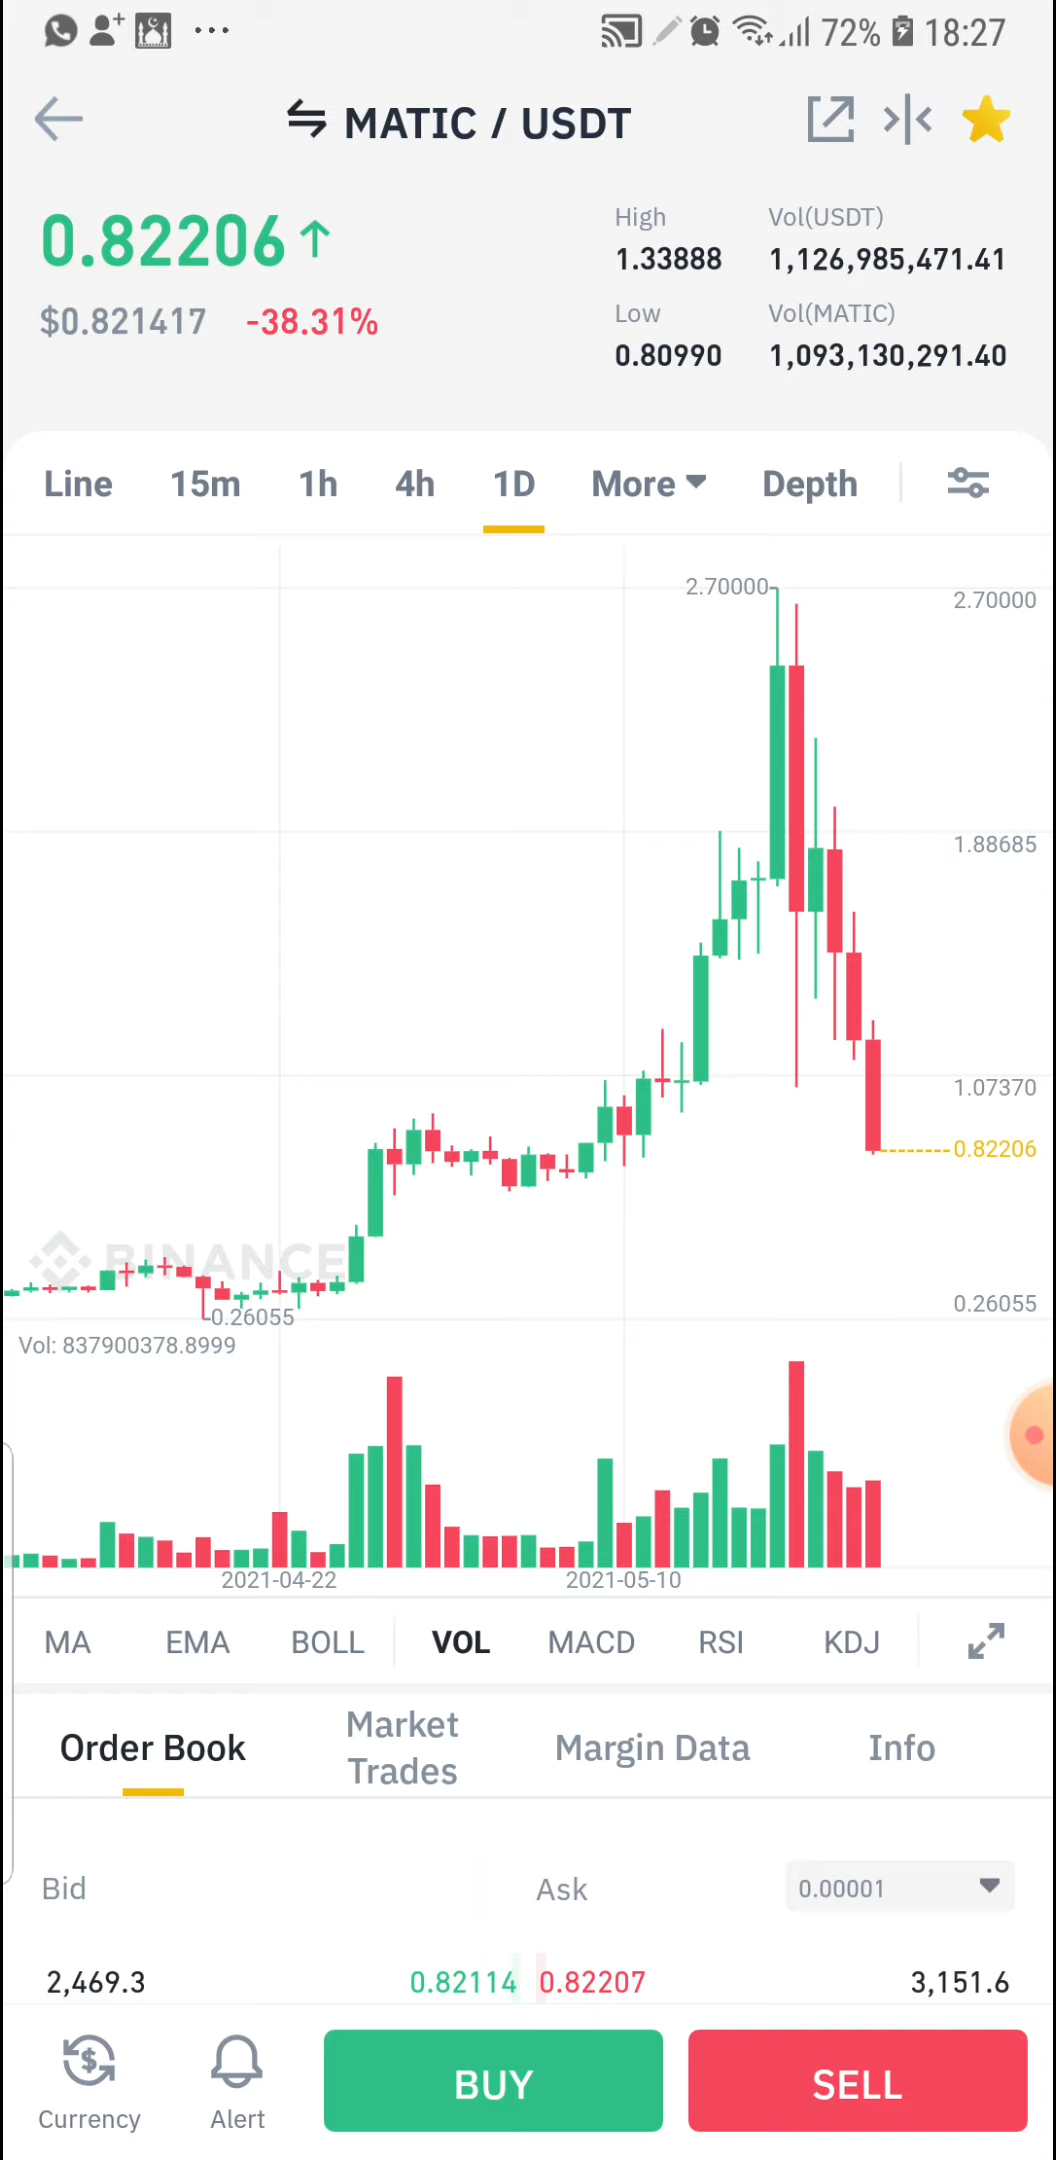 72% 18:27
MATIC / USDT
0.82206
$0.821417 -38.31%
High Vol(USDT)
1.33888 1,126,985,471.41
Low Vol(MATIC)
0.80990 1,093,130,291.40
Line 15m 1h 4h 1D More Depth
2.70000 2.70000
1.88685
1.07370
0.82206
BINANCE
0.26055 0.26055
Vol: 837900378.8999
2021-04-22 2021-05-10
MA EMA BOLL VOL MACD RSI KDJ
Order Book Market Trades Margin Data Info
Bid Ask 0.00001
2,469.3 0.82114 0.82207 3,151.6
$
Currency Alert BUY SELL